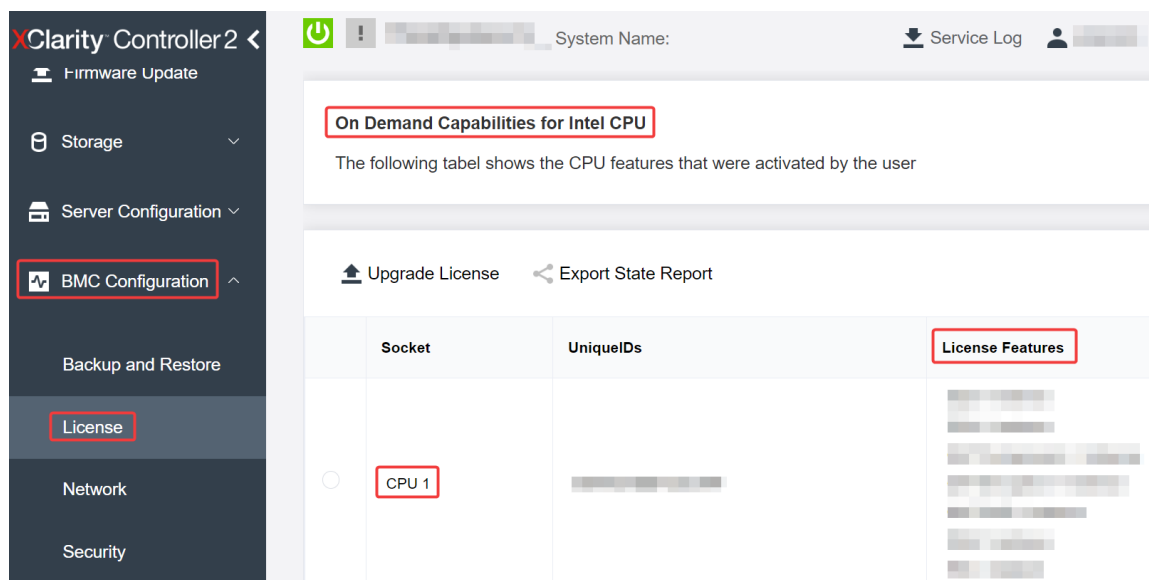 XClarity Controller 2
Firmware Update
Storage
Server Configuration
BMC Configuration
Backup and Restore
License
Network
Security
System Name:
Service Log
On Demand Capabilities for Intel CPU
The following tabel shows the CPU features that were activated by the user
Upgrade License
Export State Report
Socket
UniqueIDs
License Features
CPU 1